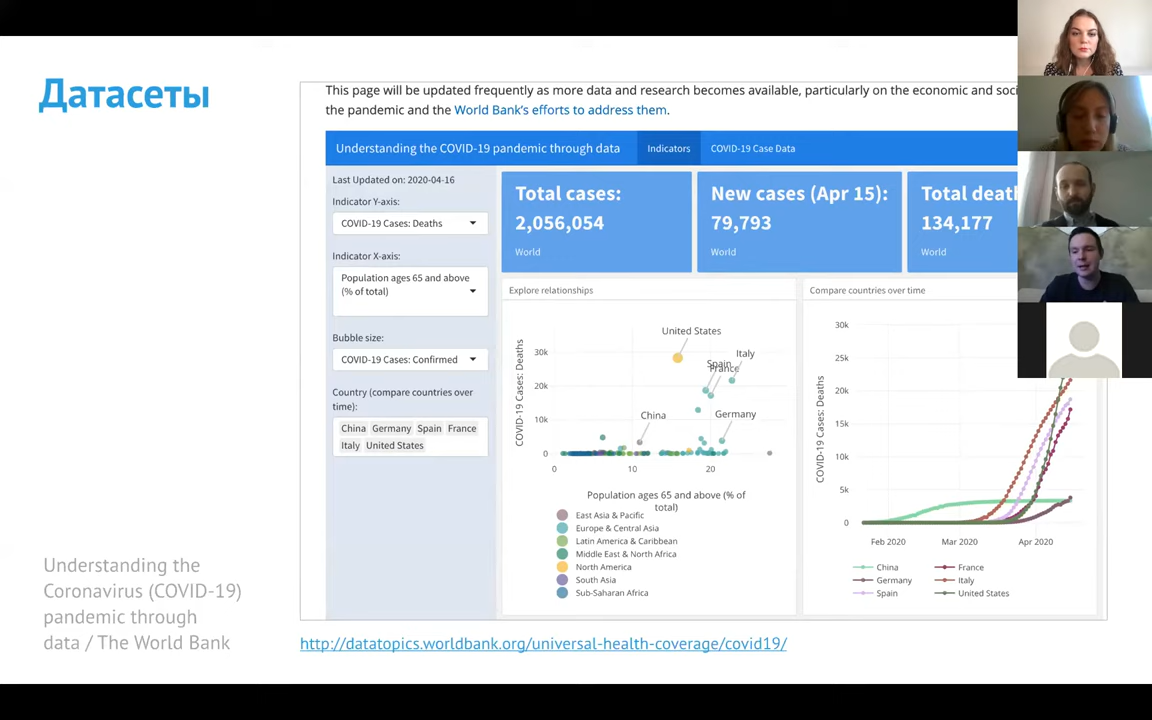 Датасеты
This page will be updated frequently as more data and research becomes available, particularly on the economic and soci
the pandemic and the World Bank's efforts to address them.
Understanding the COVID-19 pandemic through data
Indicators
COVID-19 Case Data
Last Updated on: 2020-04-16
Indicator Y-axis:
COVID-19 Cases: Deaths
Indicator X-axis:
Population ages 65 and above
(% of total)
Bubble size:
COVID-19 Cases: Confirmed
Country (compare countries over
time):
China Germany Spain France
Italy United States
Total cases:
2,056,054
World
New cases (Apr 15):
79,793
World
Total death
134,177
World
Explore relationships
COVID-19 Cases: Deaths
30k
20k
10k
0
United States
Italy
Spain
France
China
Germany
0
10
20
Population ages 65 and above (% of
total)
East Asia & Pacific
Europe & Central Asia
Latin America & Caribbean
Middle East & North Africa
North America
South Asia
Sub-Saharan Africa
Compare countries over time
COVID-19 Cases: Deaths
30k
25k
20k
15k
10k
5k
0
Feb 2020
Mar 2020
Apr 2020
China
France
Germany
Italy
Spain
United States
Understanding the
Coronavirus (COVID-19)
pandemic through
data / The World Bank
http://datatopics.worldbank.org/universal-health-coverage/covid19/